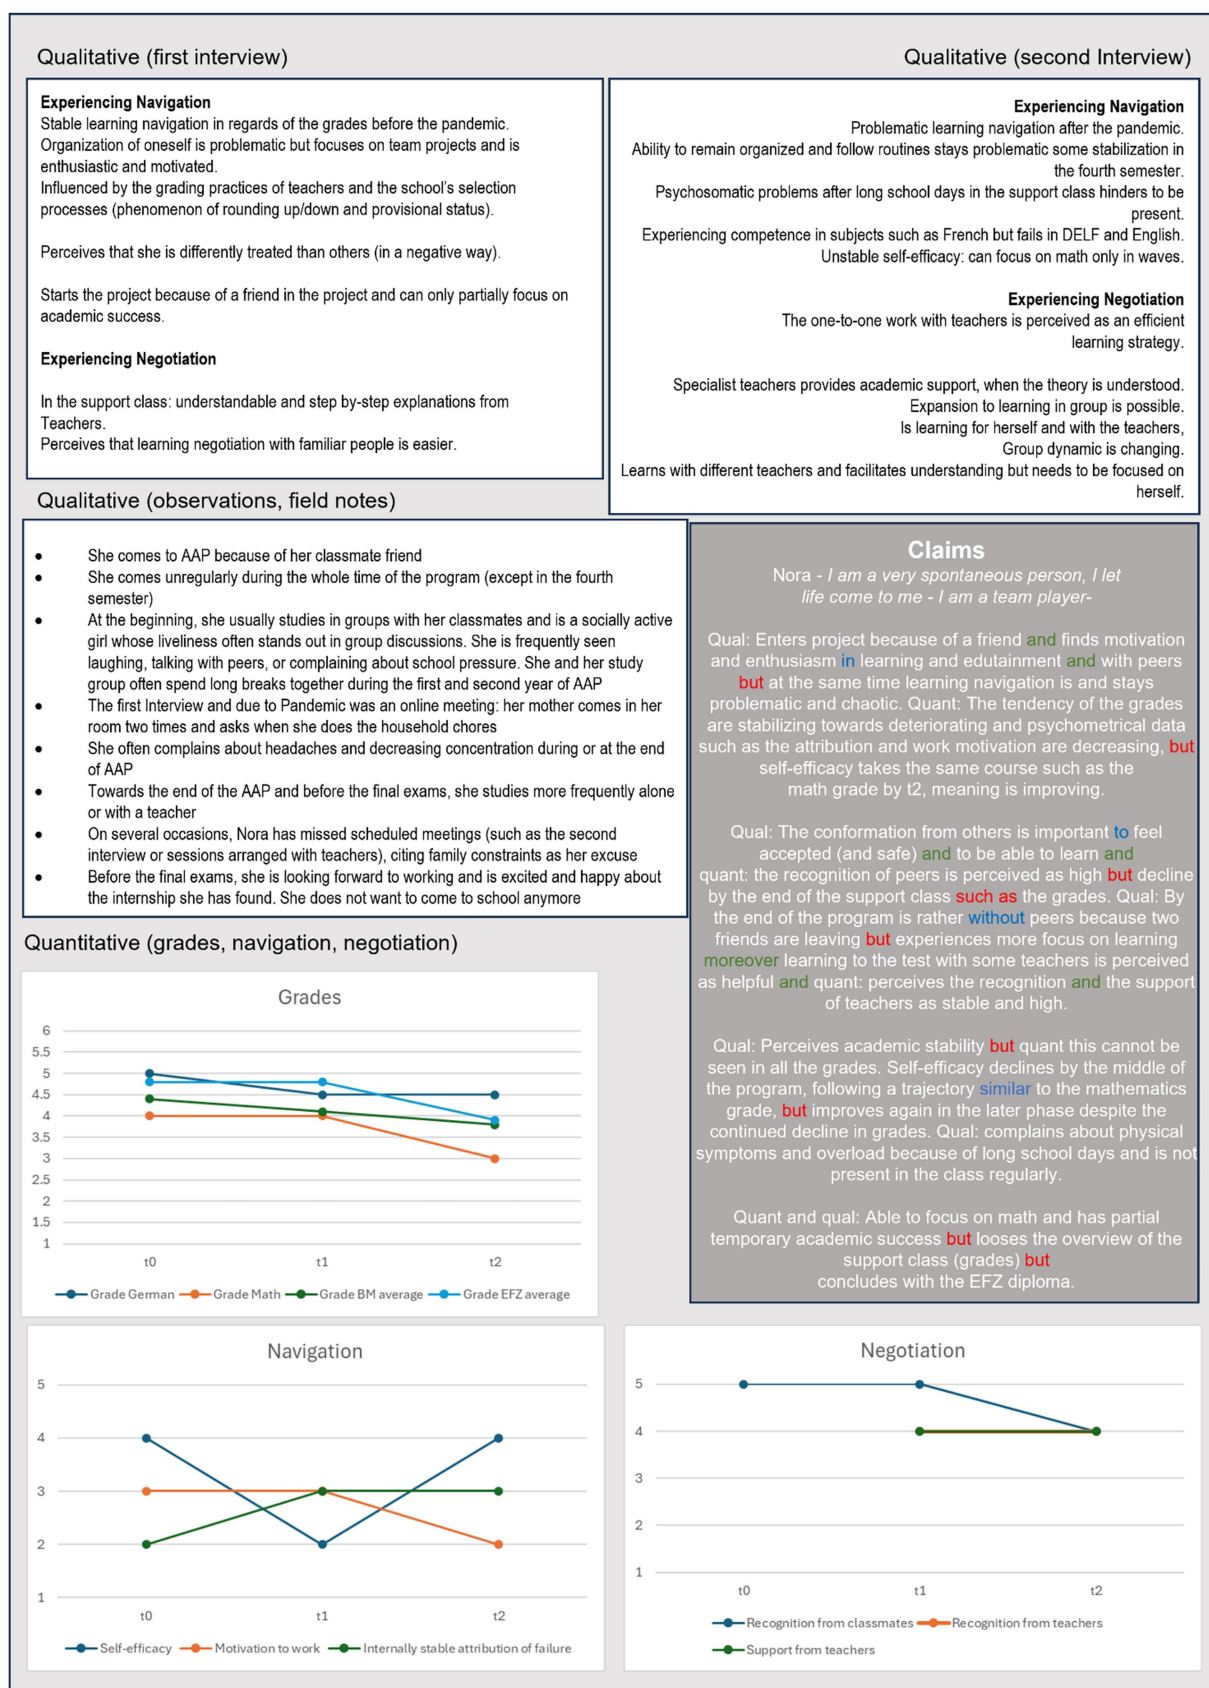 Qualitative (first interview)
Qualitative (second Interview)
Experiencing Navigation
Stable learning navigation in regards of the grades before the pandemic.
Organization of oneself is problematic but focuses on team projects and is
enthusiastic and motivated.
Influenced by the grading practices of teachers and the school's selection
processes (phenomenon of rounding up/down and provisional status).
Perceives that she is differently treated than others (in a negative way).
Starts the project because of a friend in the project and can only partially focus on
academic success.
Experiencing Negotiation
In the support class: understandable and step by-step explanations from
Teachers.
Perceives that learning negotiation with familiar people is easier.
Experiencing Navigation
Problematic learning navigation after the pandemic.
Ability to remain organized and follow routines stays problematic some stabilization in
the fourth semester.
Psychosomatic problems after long school days in the support class hinders to be
present.
Experiencing competence in subjects such as French but fails in DELF and English.
Unstable self-efficacy: can focus on math only in waves.
Experiencing Negotiation
The one-to-one work with teachers is perceived as an efficient
learning strategy.
Specialist teachers provides academic support, when the theory is understood.
Expansion to learning in group is possible.
Is learning for herself and with the teachers,
Group dynamic is changing.
Learns with different teachers and facilitates understanding but needs to be focused on
herself.
Qualitative (observations, field notes)
• She comes to AAP because of her classmate friend
• She comes unregularly during the whole time of the program (except in the fourth
semester)
• At the beginning, she usually studies in groups with her classmates and is a socially active
girl whose liveliness often stands out in group discussions. She is frequently seen
laughing, talking with peers, or complaining about school pressure. She and her study
group often spend long breaks together during the first and second year of AAP
• The first Interview and due to Pandemic was an online meeting: her mother comes in her
room two times and asks when she does the household chores
• She often complains about headaches and decreasing concentration during or at the end
of AAP
• Towards the end of the AAP and before the final exams, she studies more frequently alone
or with a teacher
• On several occasions, Nora has missed scheduled meetings (such as the second
interview or sessions arranged with teachers), citing family constraints as her excuse
• Before the final exams, she is looking forward to working and is excited and happy about
the internship she has found. She does not want to come to school anymore
Claims
Nora - I am a very spontaneous person, I let
life come to me - I am a team player-
Qual: Enters project because of a friend and finds motivation
and enthusiasm in learning and edutainment and with peers
but at the same time learning navigation is and stays
problematic and chaotic. Quant: The tendency of the grades
are stabilizing towards deteriorating and psychometrical data
such as the attribution and work motivation are decreasing, but
self-efficacy takes the same course such as the
math grade by t2, meaning is improving.
Qual: The conformation from others is important to feel
accepted (and safe) and to be able to learn and
quant: the recognition of peers is perceived as high but decline
by the end of the support class such as the grades. Qual: By
the end of the program is rather without peers because two
friends are leaving but experiences more focus on learning
moreover learning to the test with some teachers is perceived
as helpful and quant: perceives the recognition and the support
of teachers as stable and high.
Qual: Perceives academic stability but quant this cannot be
seen in all the grades. Self-efficacy declines by the middle of
the program, following a trajectory similar to the mathematics
grade, but improves again in the later phase despite the
continued decline in grades. Qual: complains about physical
symptoms and overload because of long school days and is not
present in the class regularly.
Quant and qual: Able to focus on math and has partial
temporary academic success but looses the overview of the
support class (grades) but
concludes with the EFZ diploma.
Quantitative (grades, navigation, negotiation)
Grades
6
5.5
5
4.5
4
3.5
3
2.5
2
1.5
1
t0 t1 t2
Grade German Grade Math Grade BM average Grade EFZ average
Navigation
5
4
3
2
1
t0 t1 t2
Self-efficacy Motivation to work Internally stable attribution of failure
Negotiation
5
4
3
2
1
t0 t1 t2
Recognition from classmates Recognition from teachers
Support from teachers